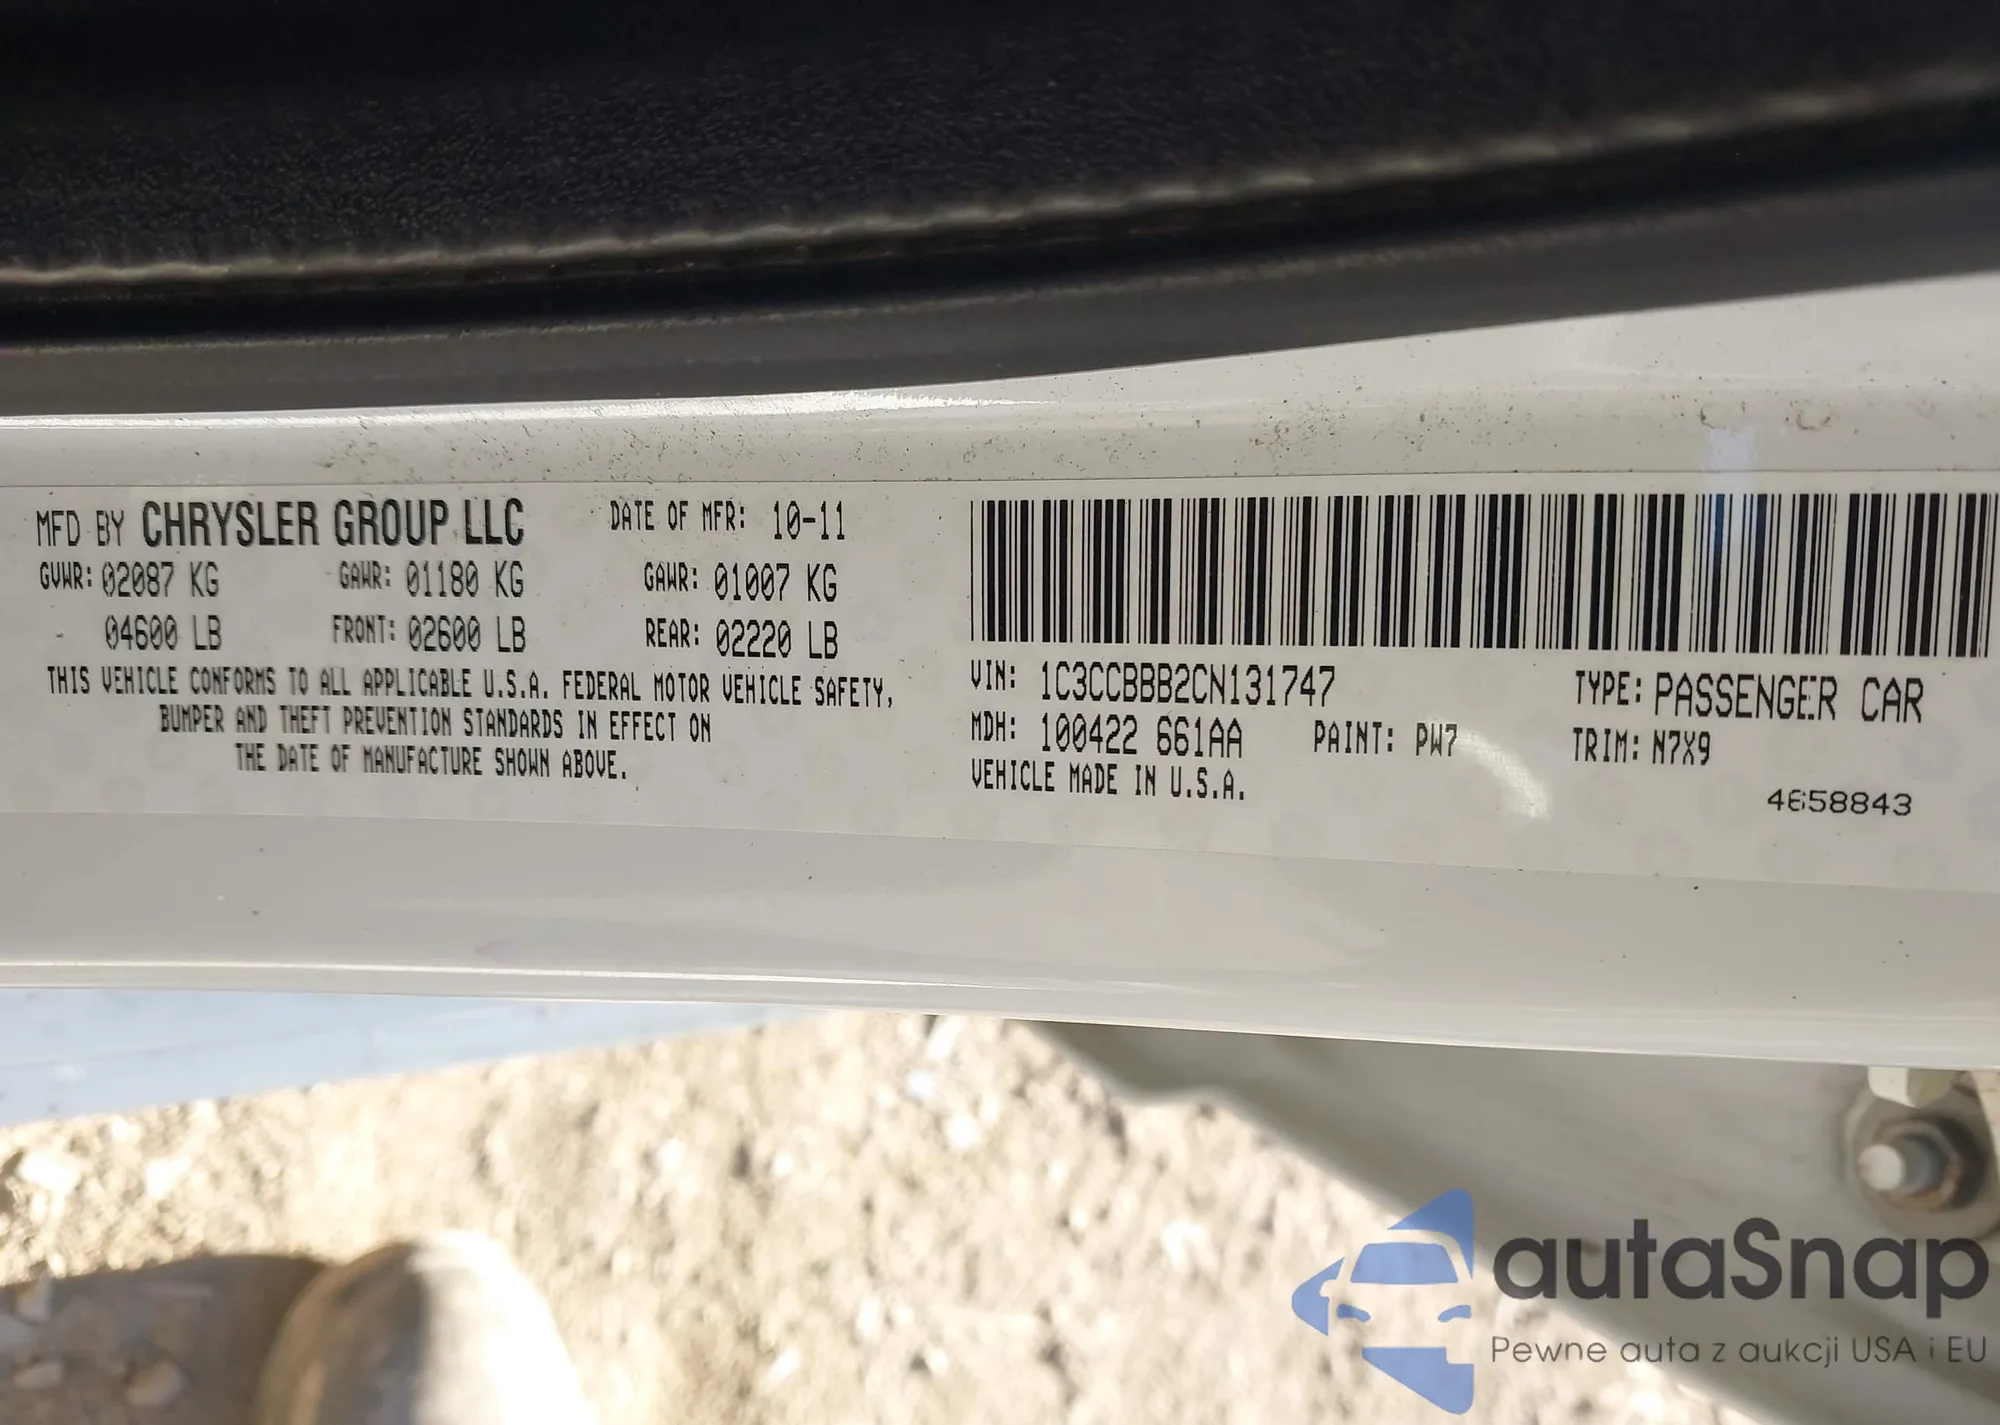 MFD BY CHRYSLER GROUP LLC DATE OF MFR: 10-11
GVWR: 02087 KG GAWR: 01180 KG GAWR: 01007 KG
04600 LB FRONT: 02600 LB REAR: 02220 LB
THIS VEHICLE CONFORMS TO ALL APPLICABLE U.S.A. FEDERAL MOTOR VEHICLE SAFETY,
BUMPER AND THEFT PREVENTION STANDARDS IN EFFECT ON
THE DATE OF MANUFACTURE SHOWN ABOVE.
VIN: 1C3CCBBB2CN131747 TYPE: PASSENGER CAR
MDH: 100422 661AA PAINT: PW7 TRIM: N7X9
VEHICLE MADE IN U.S.A.
4658843
autaSnap
Pewne auta z aukcji USA i EU